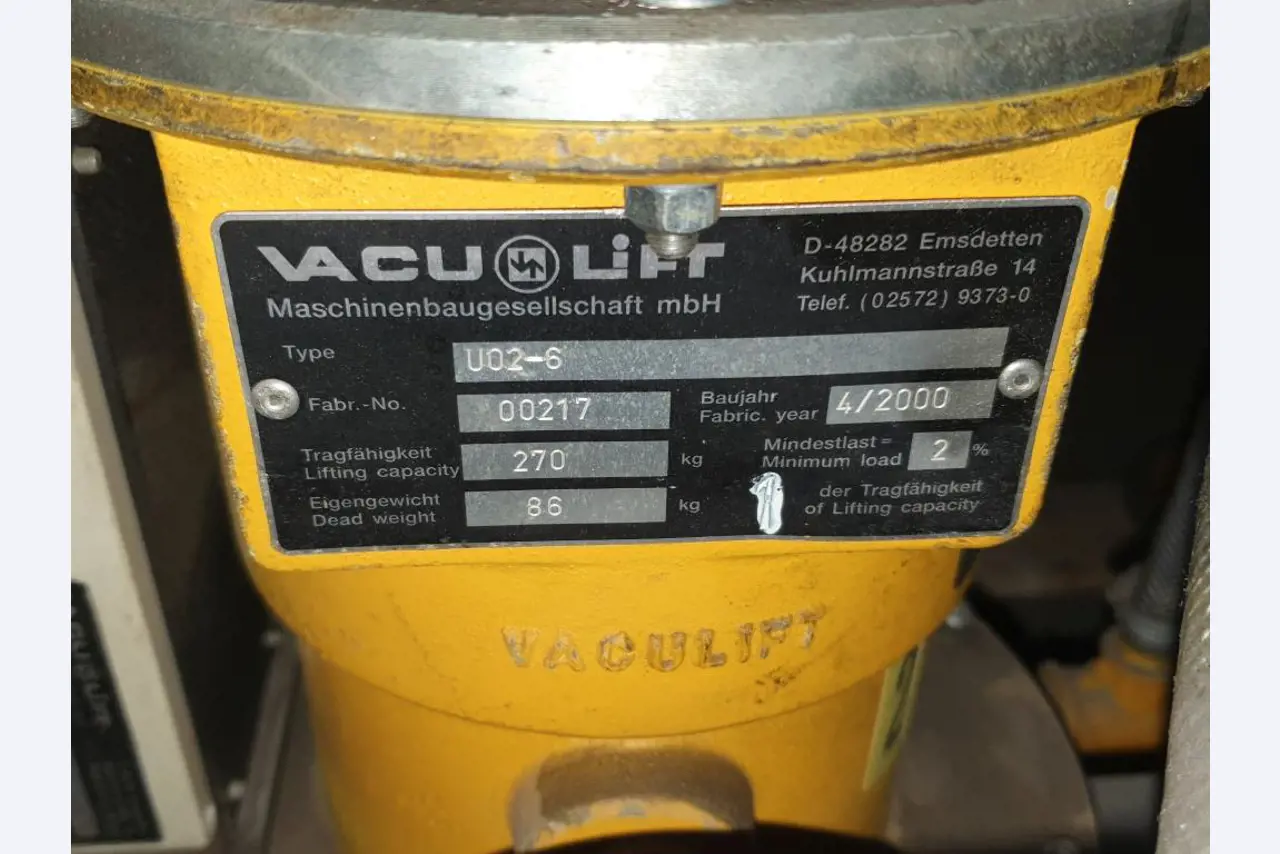 VACU LiFT
Maschinenbaugesellschaft mbH
D-48282 Emsdetten
Kuhlmannstraße 14
Telef. (02572) 9373-0
Type U02-6
Fabr.-No. 00217
Baujahr
Fabric. year 4/2000
Tragfähigkeit
Lifting capacity 270 kg
Mindestlast =
Minimum load 2 %
der Tragfähigkeit
of Lifting capacity
Eigengewicht
Dead weight 86 kg
1
VACULIFT